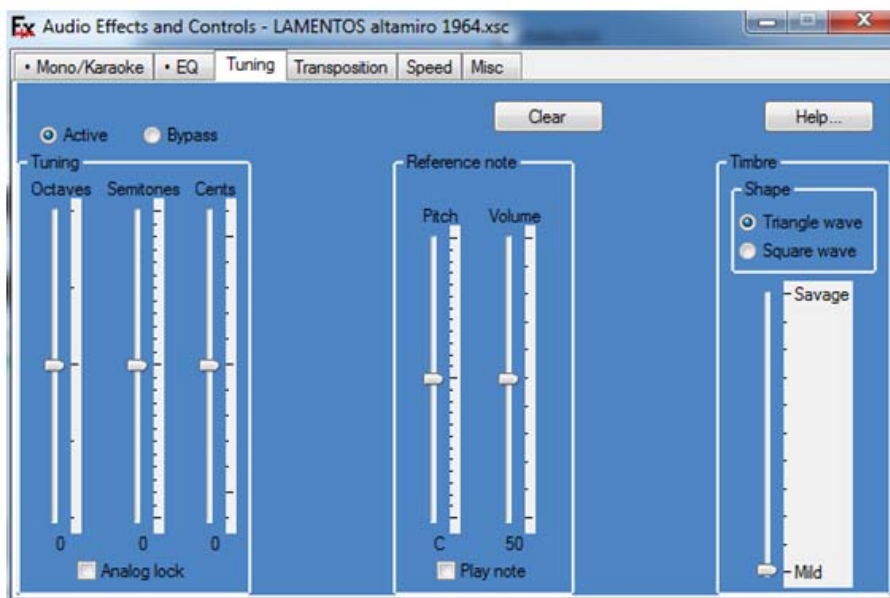 Fx Audio Effects and Controls - LAMENTOS altamiro 1964.xsc
• Mono/Karaoke • EQ Tuning Transposition Speed Misc
Clear Help...
Active Bypass
Tuning Reference note Timbre
Octaves Semitones Cents Shape
Pitch Volume Triangle wave
Square wave
Savage
0 0 0 C 50
Analog lock Play note Mild